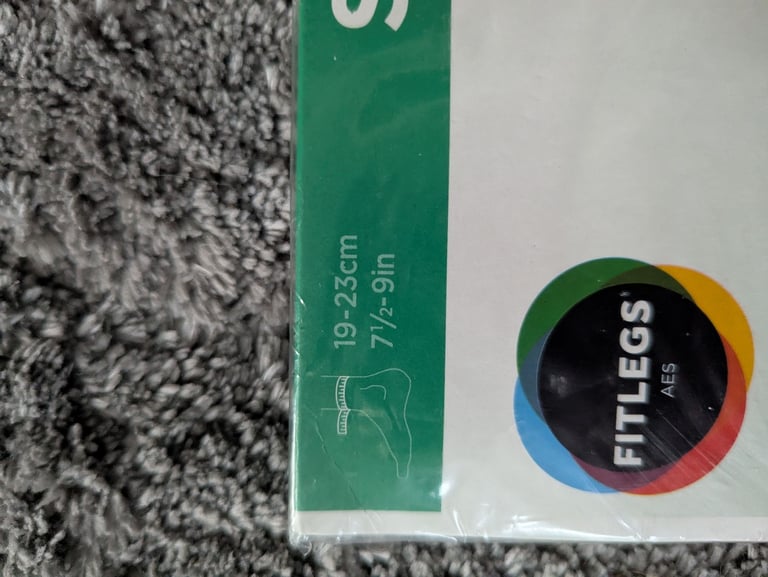 S
19-23cm
7½-9in
FITLEGS®
AES